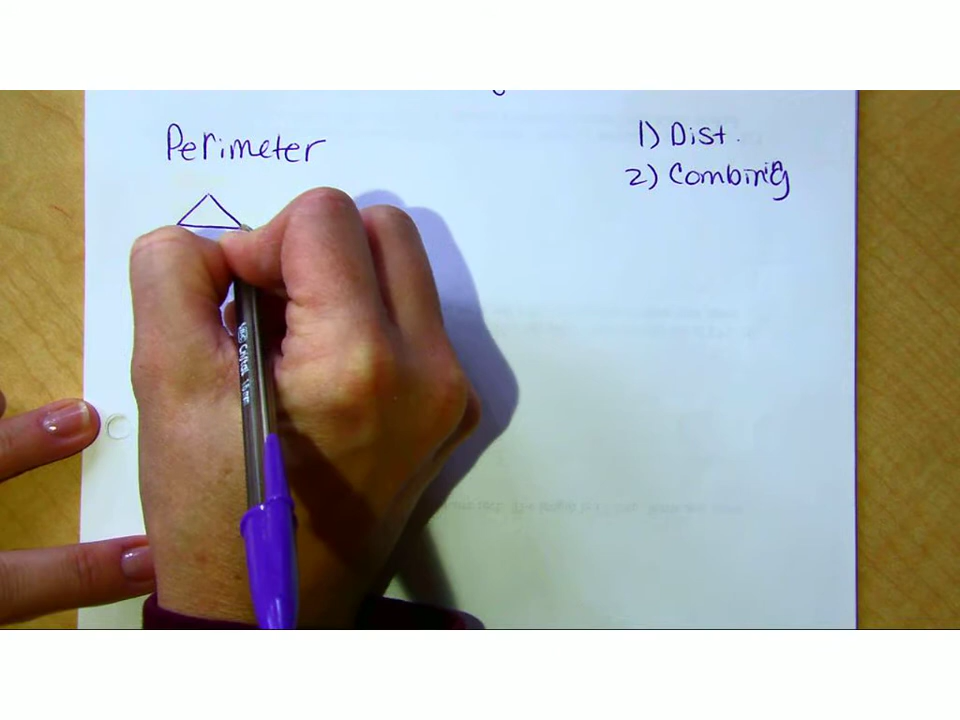 Perimeter
1) Dist.
2) Combining